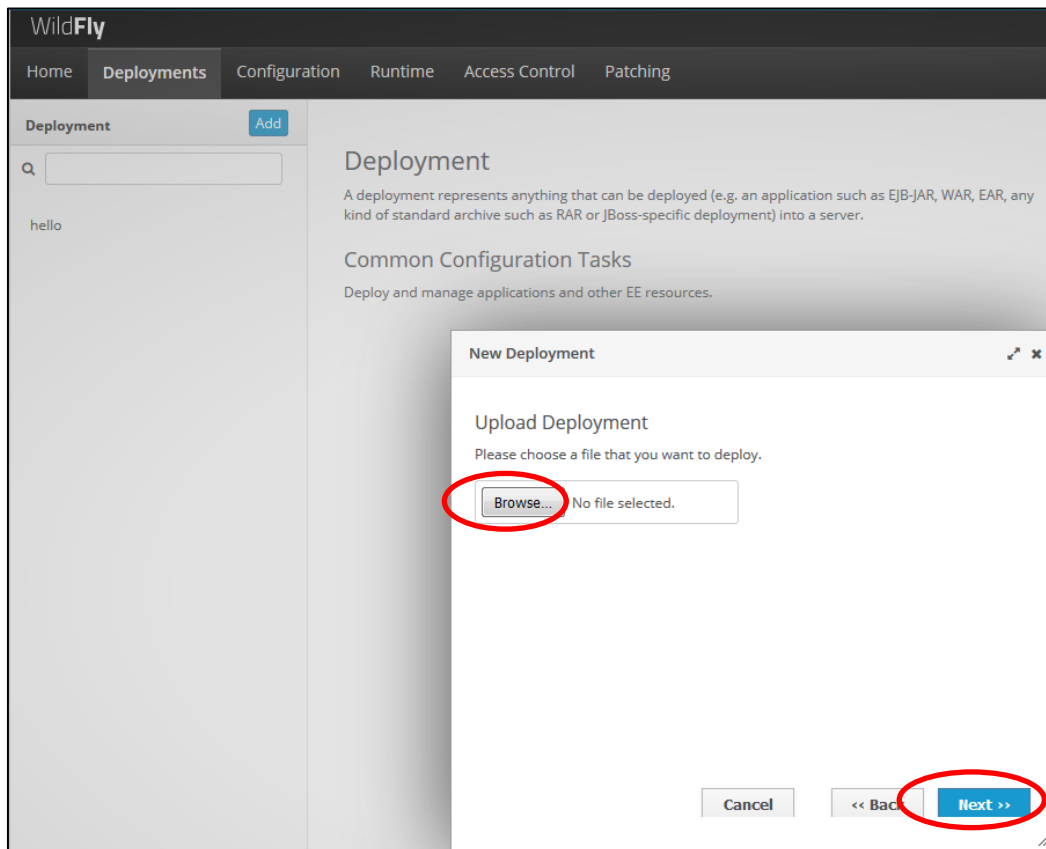 WildFly
Home Deployments Configuration Runtime Access Control Patching
Deployment Add
hello
Deployment
A deployment represents anything that can be deployed (e.g. an application such as EJB-JAR, WAR, EAR, any
kind of standard archive such as RAR or JBoss-specific deployment) into a server.
Common Configuration Tasks
Deploy and manage applications and other EE resources.
New Deployment
Upload Deployment
Please choose a file that you want to deploy.
Browse... No file selected.
Cancel << Back Next >>